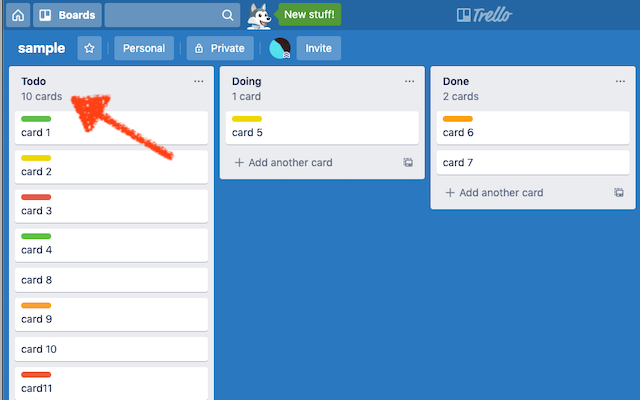 Boards
New stuff!
Trello
sample
Personal
Private
Invite
Todo
10 cards
card 1
card 2
card 3
card 4
card 8
card 9
card 10
card11
Doing
1 card
card 5
+ Add another card
Done
2 cards
card 6
card 7
+ Add another card